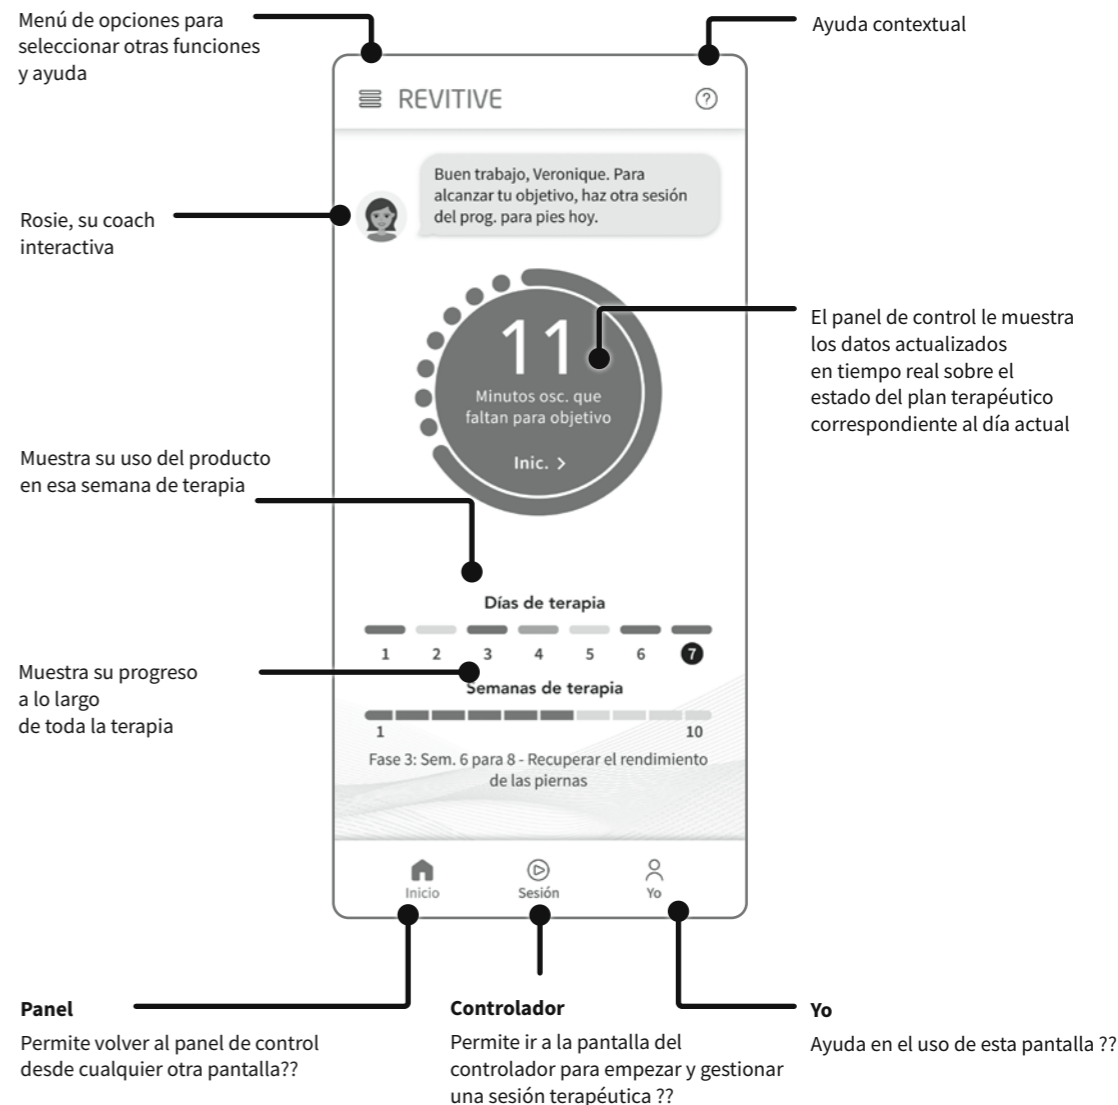 Menú de opciones para
seleccionar otras funciones
y ayuda
Ayuda contextual
REVITIVE
?
Buen trabajo, Veronique. Para
alcanzar tu objetivo, haz otra sesión
del prog. para pies hoy.
Rosie, su coach
interactiva
11
Minutos osc. que
faltan para objetivo
Inic. >
El panel de control le muestra
los datos actualizados
en tiempo real sobre el
estado del plan terapéutico
correspondiente al día actual
Muestra su uso del producto
en esa semana de terapia
Días de terapia
1 2 3 4 5 6 7
Muestra su progreso
a lo largo
de toda la terapia
Semanas de terapia
1 10
Fase 3: Sem. 6 para 8 - Recuperar el rendimiento
de las piernas
Inicio Sesión Yo
Panel
Permite volver al panel de control
desde cualquier otra pantalla??
Controlador
Permite ir a la pantalla del
controlador para empezar y gestionar
una sesión terapéutica ??
Yo
Ayuda en el uso de esta pantalla ??